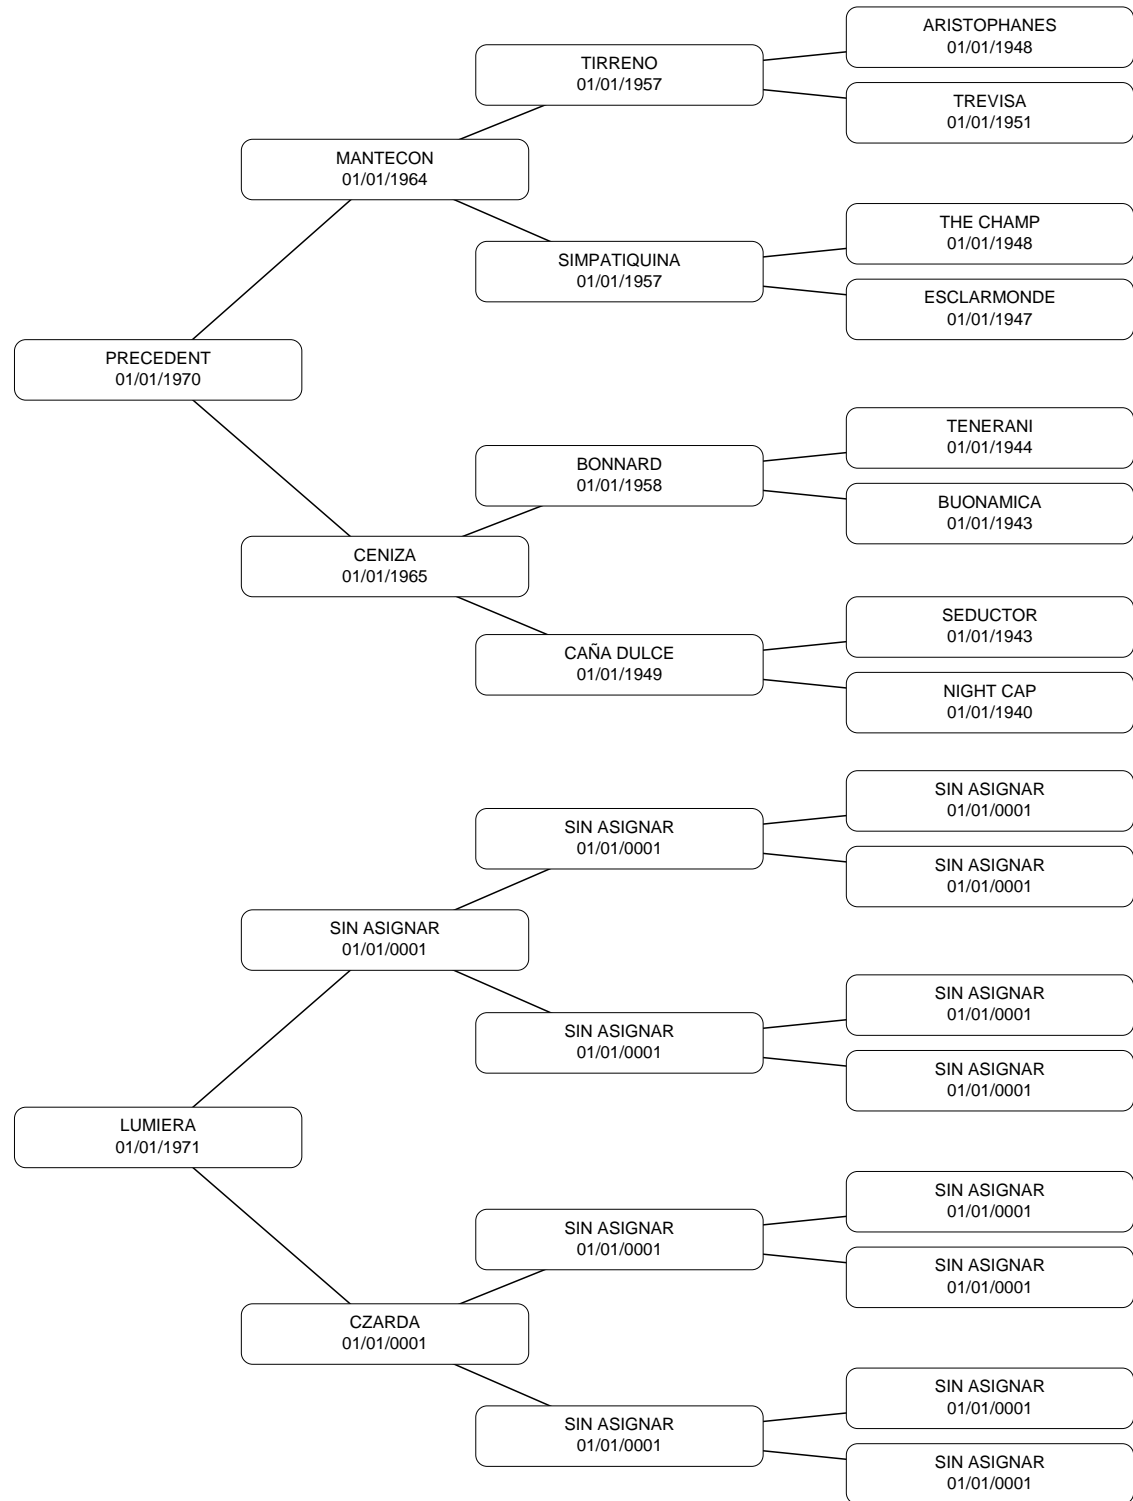 ARISTOPHANES
01/01/1948
TIRRENO
01/01/1957
TREVISA
01/01/1951
MANTECON
01/01/1964
THE CHAMP
01/01/1948
SIMPATIQUINA
01/01/1957
ESCLARMONDE
01/01/1947
PRECEDENT
01/01/1970
TENERANI
01/01/1944
BONNARD
01/01/1958
BUONAMICA
01/01/1943
CENIZA
01/01/1965
SEDUCTOR
01/01/1943
CAÑA DULCE
01/01/1949
NIGHT CAP
01/01/1940
SIN ASIGNAR
01/01/0001
SIN ASIGNAR
01/01/0001
SIN ASIGNAR
01/01/0001
SIN ASIGNAR
01/01/0001
SIN ASIGNAR
01/01/0001
SIN ASIGNAR
01/01/0001
SIN ASIGNAR
01/01/0001
LUMIERA
01/01/1971
SIN ASIGNAR
01/01/0001
SIN ASIGNAR
01/01/0001
SIN ASIGNAR
01/01/0001
CZARDA
01/01/0001
SIN ASIGNAR
01/01/0001
SIN ASIGNAR
01/01/0001
SIN ASIGNAR
01/01/0001